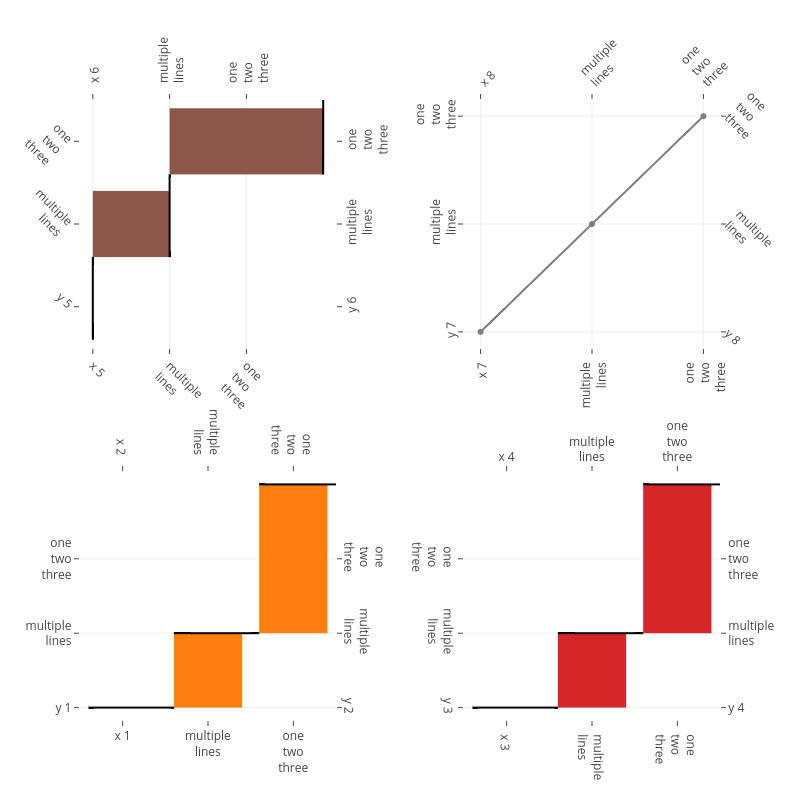 x 6
multiple
lines
one
two
three
one
two
three
multiple
lines
y 5
one
two
three
multiple
lines
y 6
x 5
multiple
lines
one
two
three
x 8
multiple
lines
one
two
three
one
two
three
multiple
lines
y 7
one
two
three
multiple
lines
y 8
x 7
multiple
lines
one
two
three
x 2
multiple
lines
one
two
three
one
two
three
multiple
lines
y 1
one
two
three
multiple
lines
y 2
x 1
multiple
lines
one
two
three
x 4
multiple
lines
one
two
three
one
two
three
multiple
lines
y 3
one
two
three
multiple
lines
y 4
x 3
multiple
lines
one
two
three